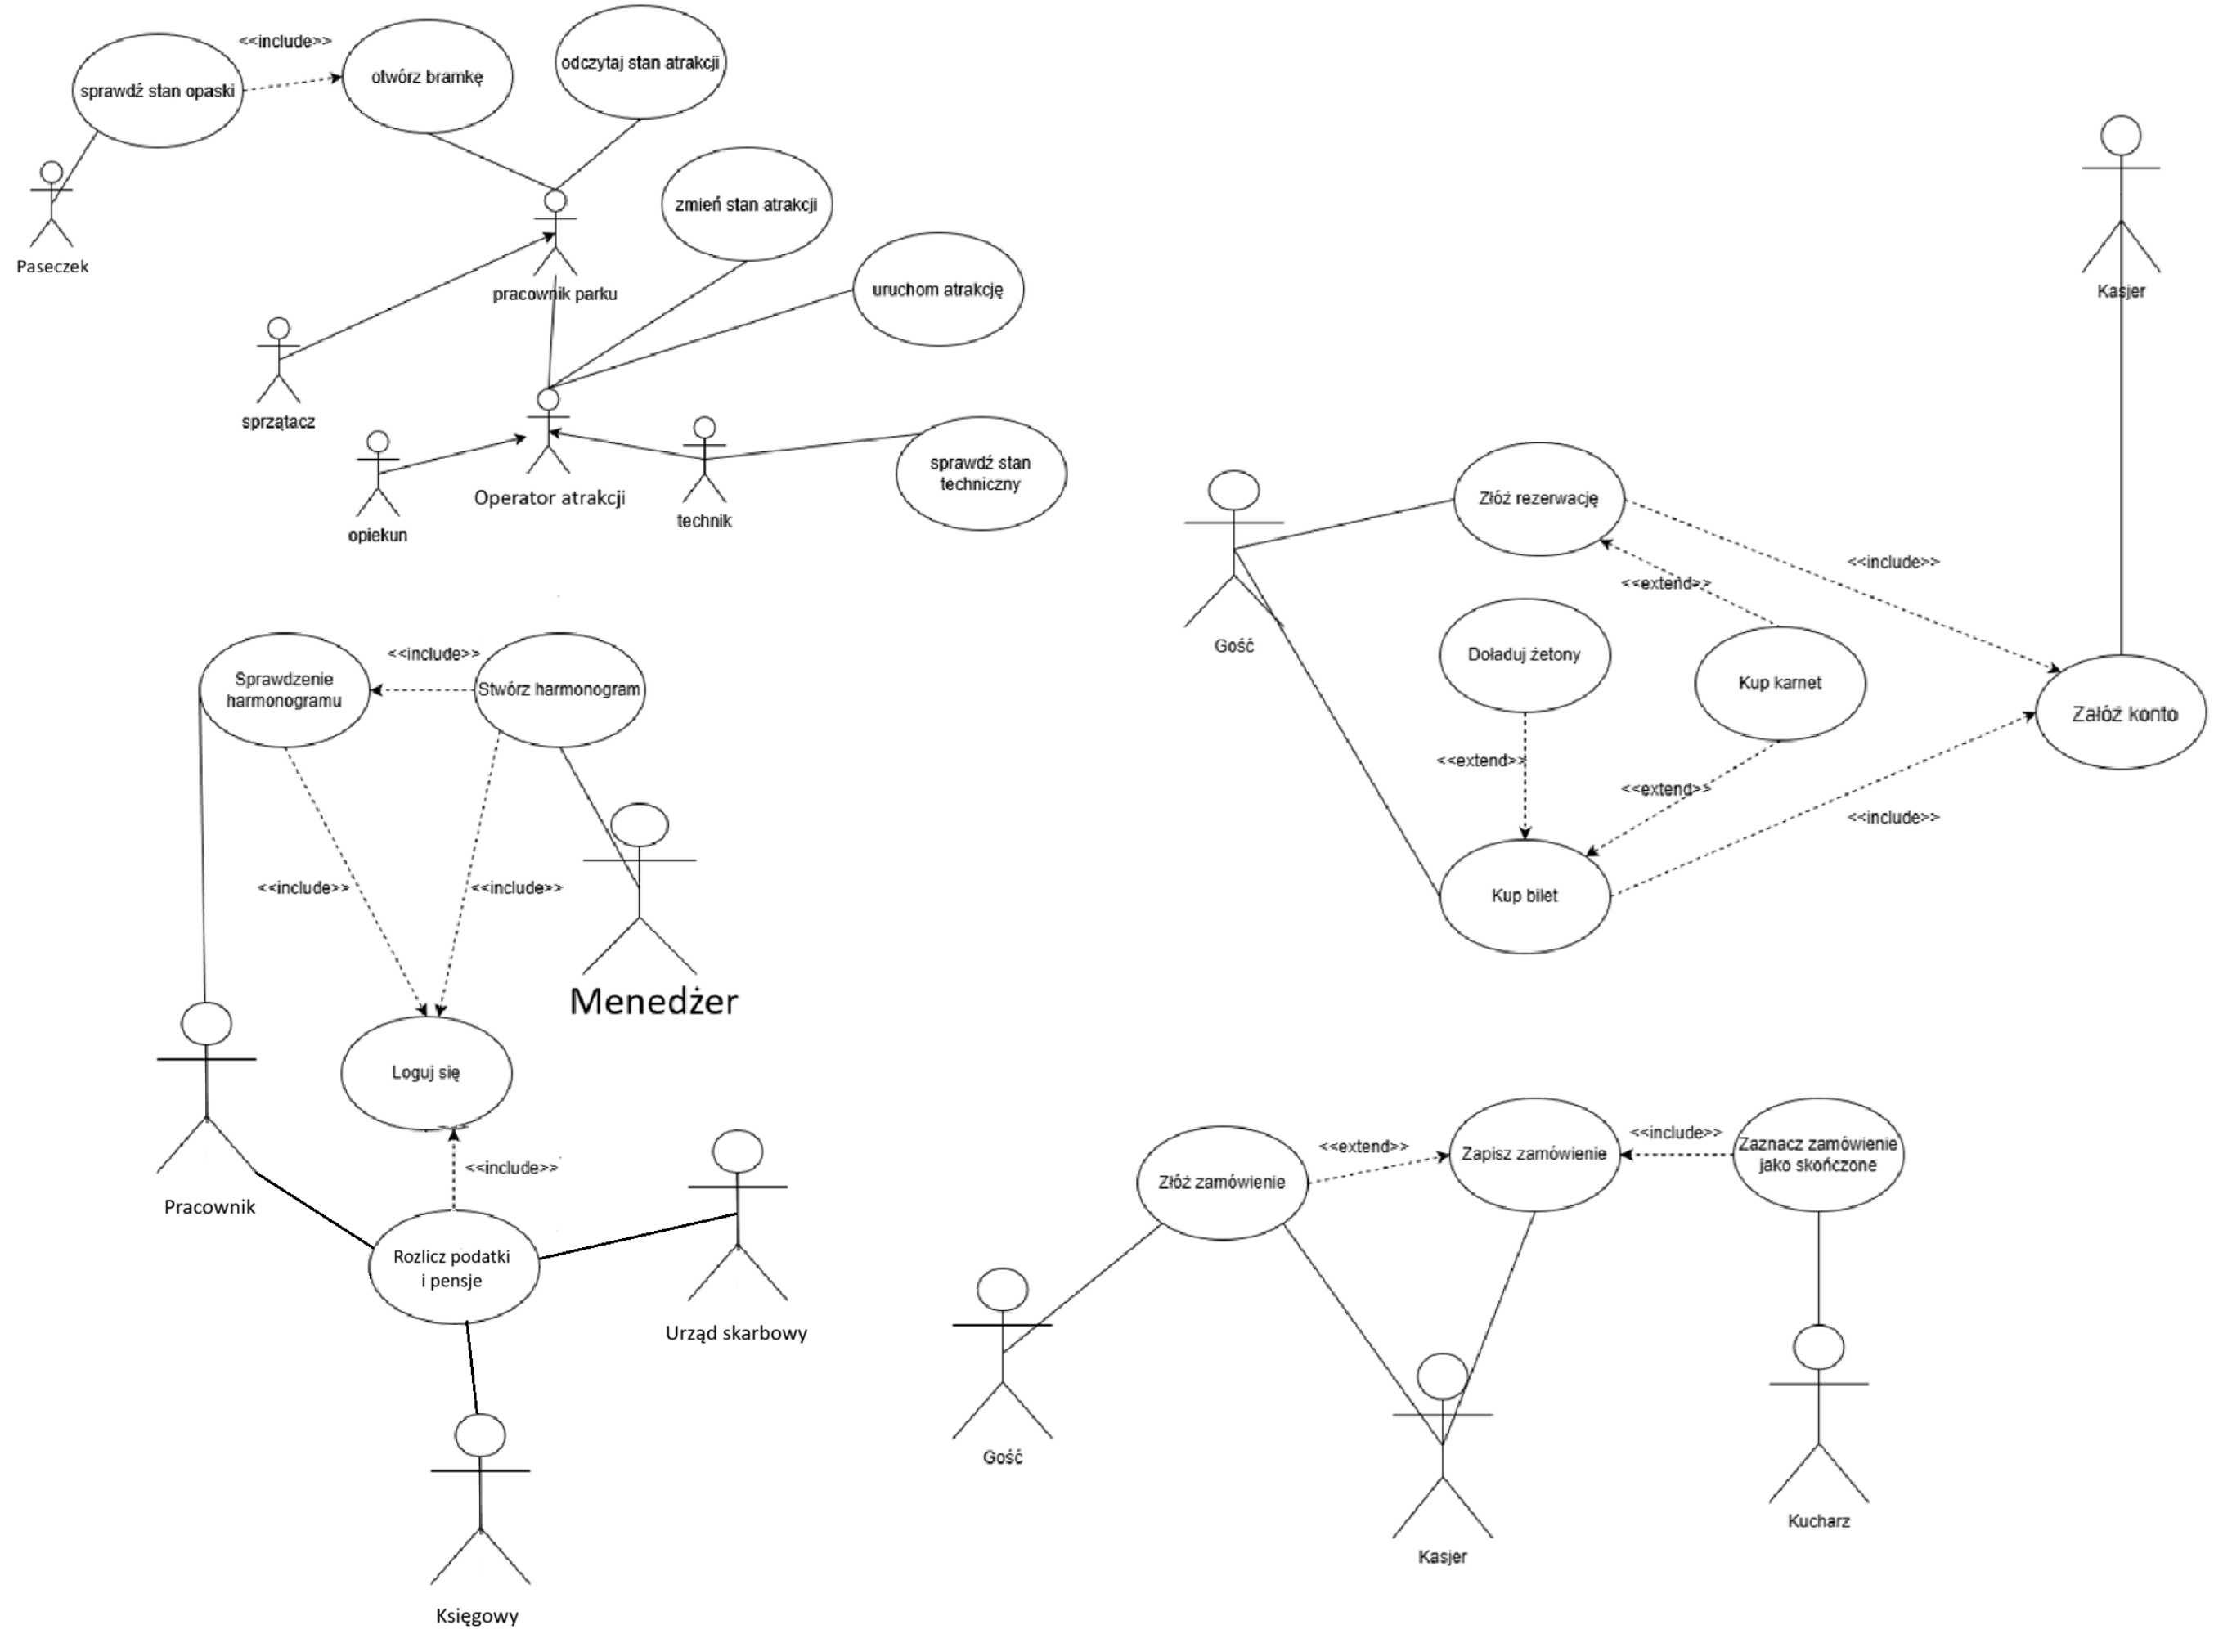 <<include>>
sprawdź stan opaski
otwórz bramkę
odczytaj stan atrakcji
zmień stan atrakcji
uruchom atrakcję
Paseczek
pracownik parku
sprzątacz
opiekun
Operator atrakcji
technik
sprawdź stan
techniczny
Kasjer
Gość
Złóż rezerwację
<<include>>
<<extend>>
Doładuj żetony
Kup karnet
Załóż konto
<<extend>>
<<extend>>
<<include>>
Kup bilet
Sprawdzenie
harmonogramu
<<include>>
Stwórz harmonogram
<<include>>
<<include>>
Menedżer
Loguj się
<<include>>
Pracownik
Rozlicz podatki
i pensje
Urząd skarbowy
Księgowy
Złóż zamówienie
<<extend>>
Zapisz zamówienie
<<include>>
Zaznacz zamówienie
jako skończone
Gość
Kasjer
Kucharz